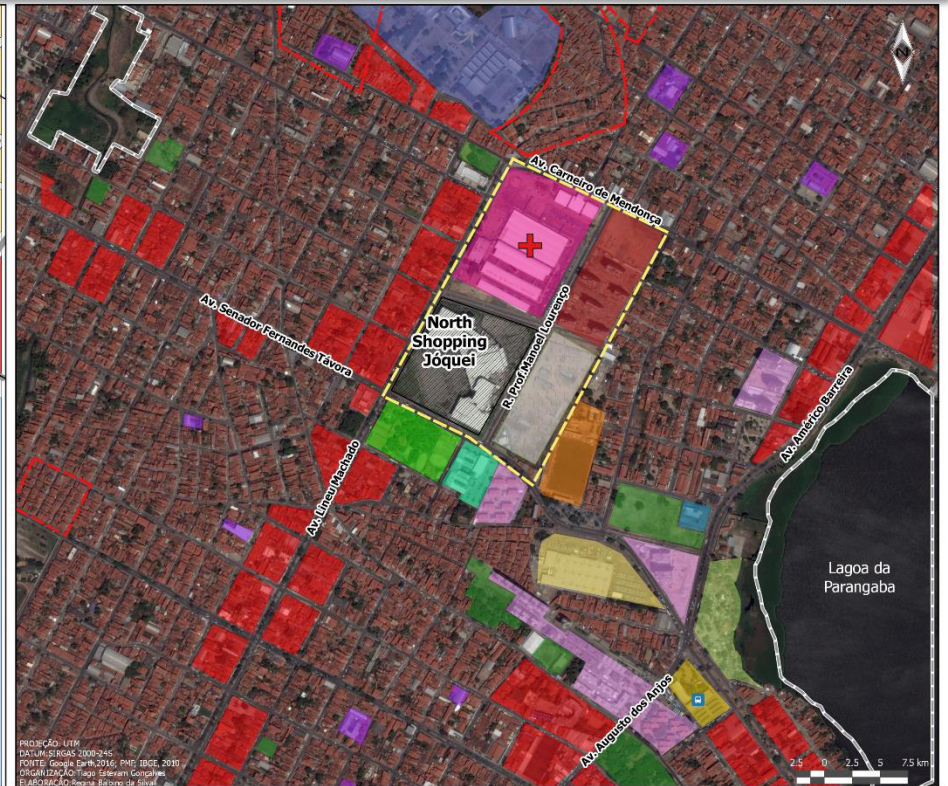 Av. Carneiro de Mendonça
Av. Senador Fernandes Távora
North
Shopping
Jóquei
R. Prof.Manoel Lourenço
Av. Américo Barreira
Av. Lineu Machado
Lagoa da
Parangaba
Av. Augusto dos Anjos
PROJEÇÃO: UTM
DATUM: SIRGAS 2000-24S
FONTE: Google Earth,2016; PMF; IBGE, 2010
ORGANIZAÇÃO: Tiago Estevam Gonçalves
ELABORAÇÃO: Regina Balbino da Silva
2.5 0 2.5 5 7.5 km